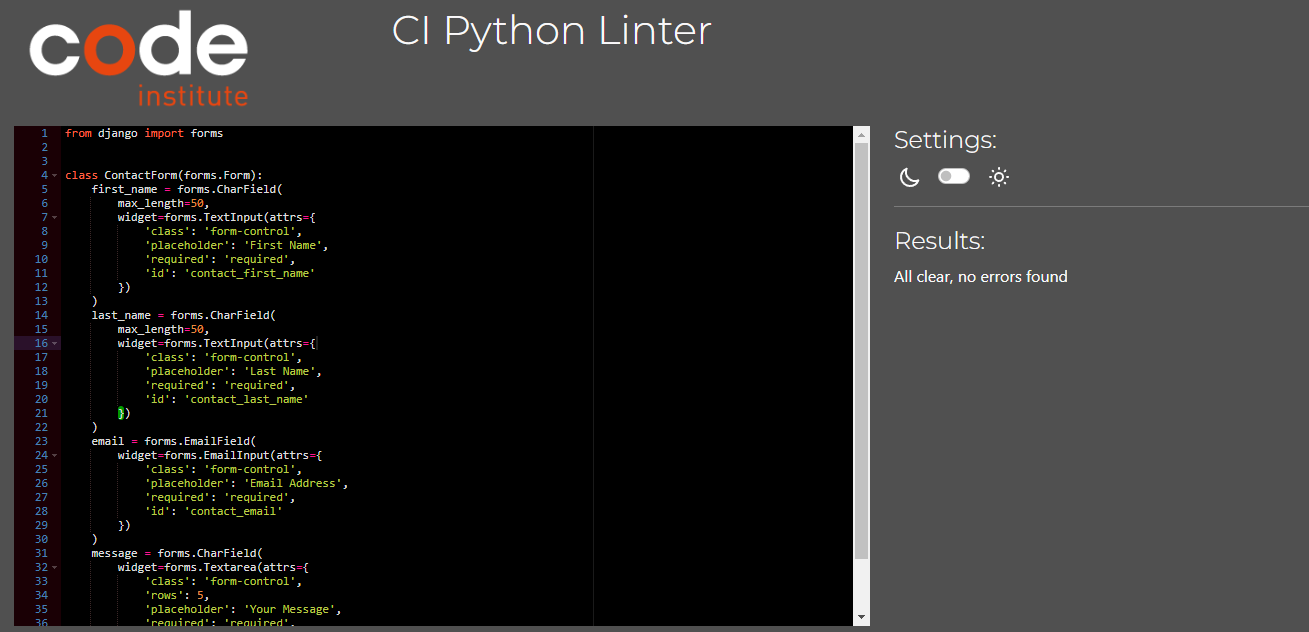 code
institute
CI Python Linter
1 from django import forms
2
3
4 class ContactForm(forms.Form):
5     first_name = forms.CharField(
6         max_length=50,
7         widget=forms.TextInput(attrs={
8             'class': 'form-control',
9             'placeholder': 'First Name',
10             'required': 'required',
11             'id': 'contact_first_name'
12         })
13     )
14     last_name = forms.CharField(
15         max_length=50,
16         widget=forms.TextInput(attrs={
17             'class': 'form-control',
18             'placeholder': 'Last Name',
19             'required': 'required',
20             'id': 'contact_last_name'
21         })
22     )
23     email = forms.EmailField(
24         widget=forms.EmailInput(attrs={
25             'class': 'form-control',
26             'placeholder': 'Email Address',
27             'required': 'required',
28             'id': 'contact_email'
29         })
30     )
31     message = forms.CharField(
32         widget=forms.Textarea(attrs={
33             'class': 'form-control',
34             'rows': 5,
35             'placeholder': 'Your Message',
36             'required': 'required',
Settings:
Results:
All clear, no errors found